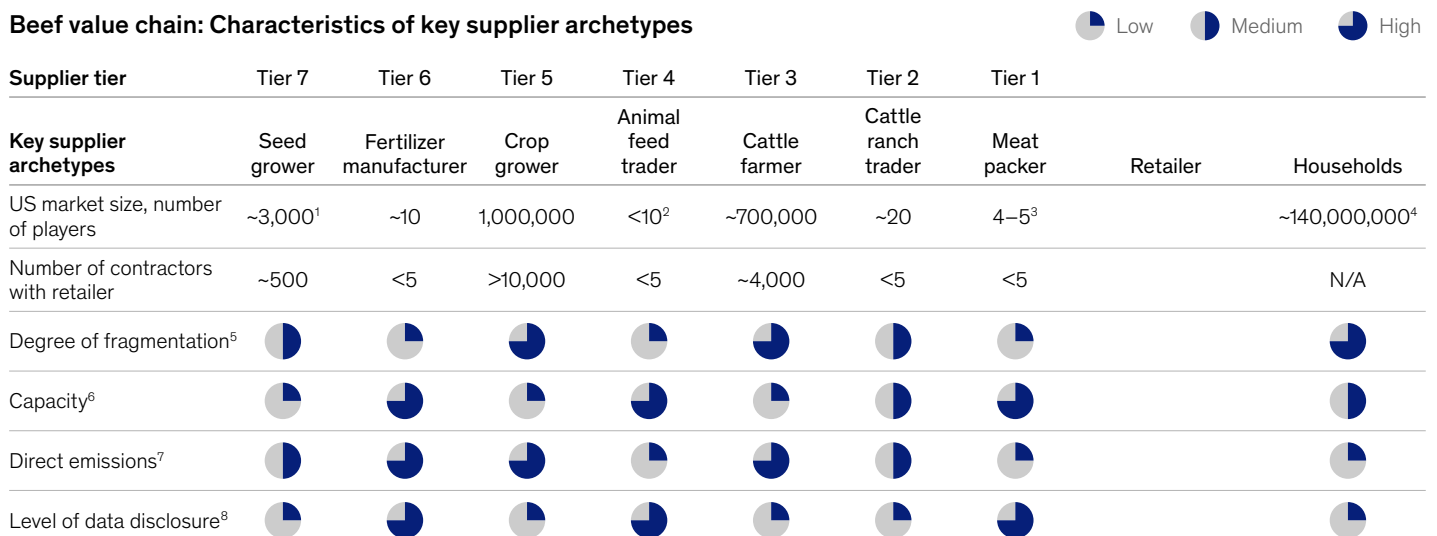 Beef value chain: Characteristics of key supplier archetypes
Low Medium High
Supplier tier Tier 7 Tier 6 Tier 5 Tier 4 Tier 3 Tier 2 Tier 1
Key supplier archetypes Seed grower Fertilizer manufacturer Crop grower Animal feed trader Cattle farmer Cattle ranch trader Meat packer Retailer Households
US market size, number of players ~3,000¹ ~10 1,000,000 <10² ~700,000 ~20 4–5³ ~140,000,000⁴
Number of contractors with retailer ~500 <5 >10,000 <5 ~4,000 <5 <5 N/A
Degree of fragmentation⁵
Capacity⁶
Direct emissions⁷
Level of data disclosure⁸